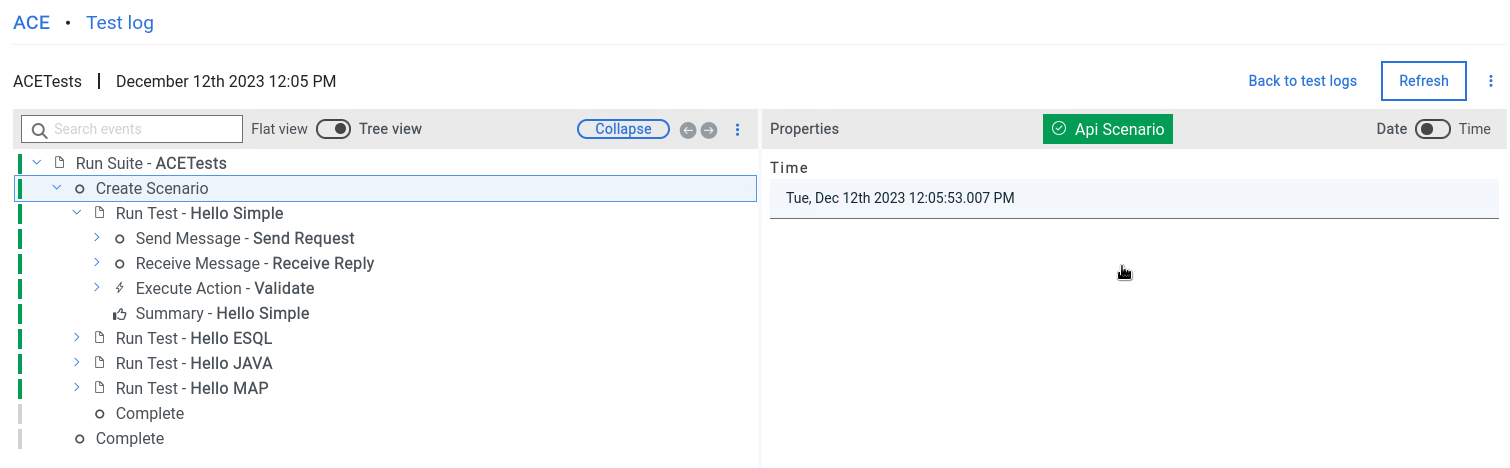 ACE • Test log
ACETests | December 12th 2023 12:05 PM
Back to test logs
Refresh
Search events
Flat view
Tree view
Collapse
Properties
Api Scenario
Date
Time
Run Suite - ACETests
Create Scenario
Run Test - Hello Simple
Send Message - Send Request
Receive Message - Receive Reply
Execute Action - Validate
Summary - Hello Simple
Run Test - Hello ESQL
Run Test - Hello JAVA
Run Test - Hello MAP
Complete
Complete
Time
Tue, Dec 12th 2023 12:05:53.007 PM